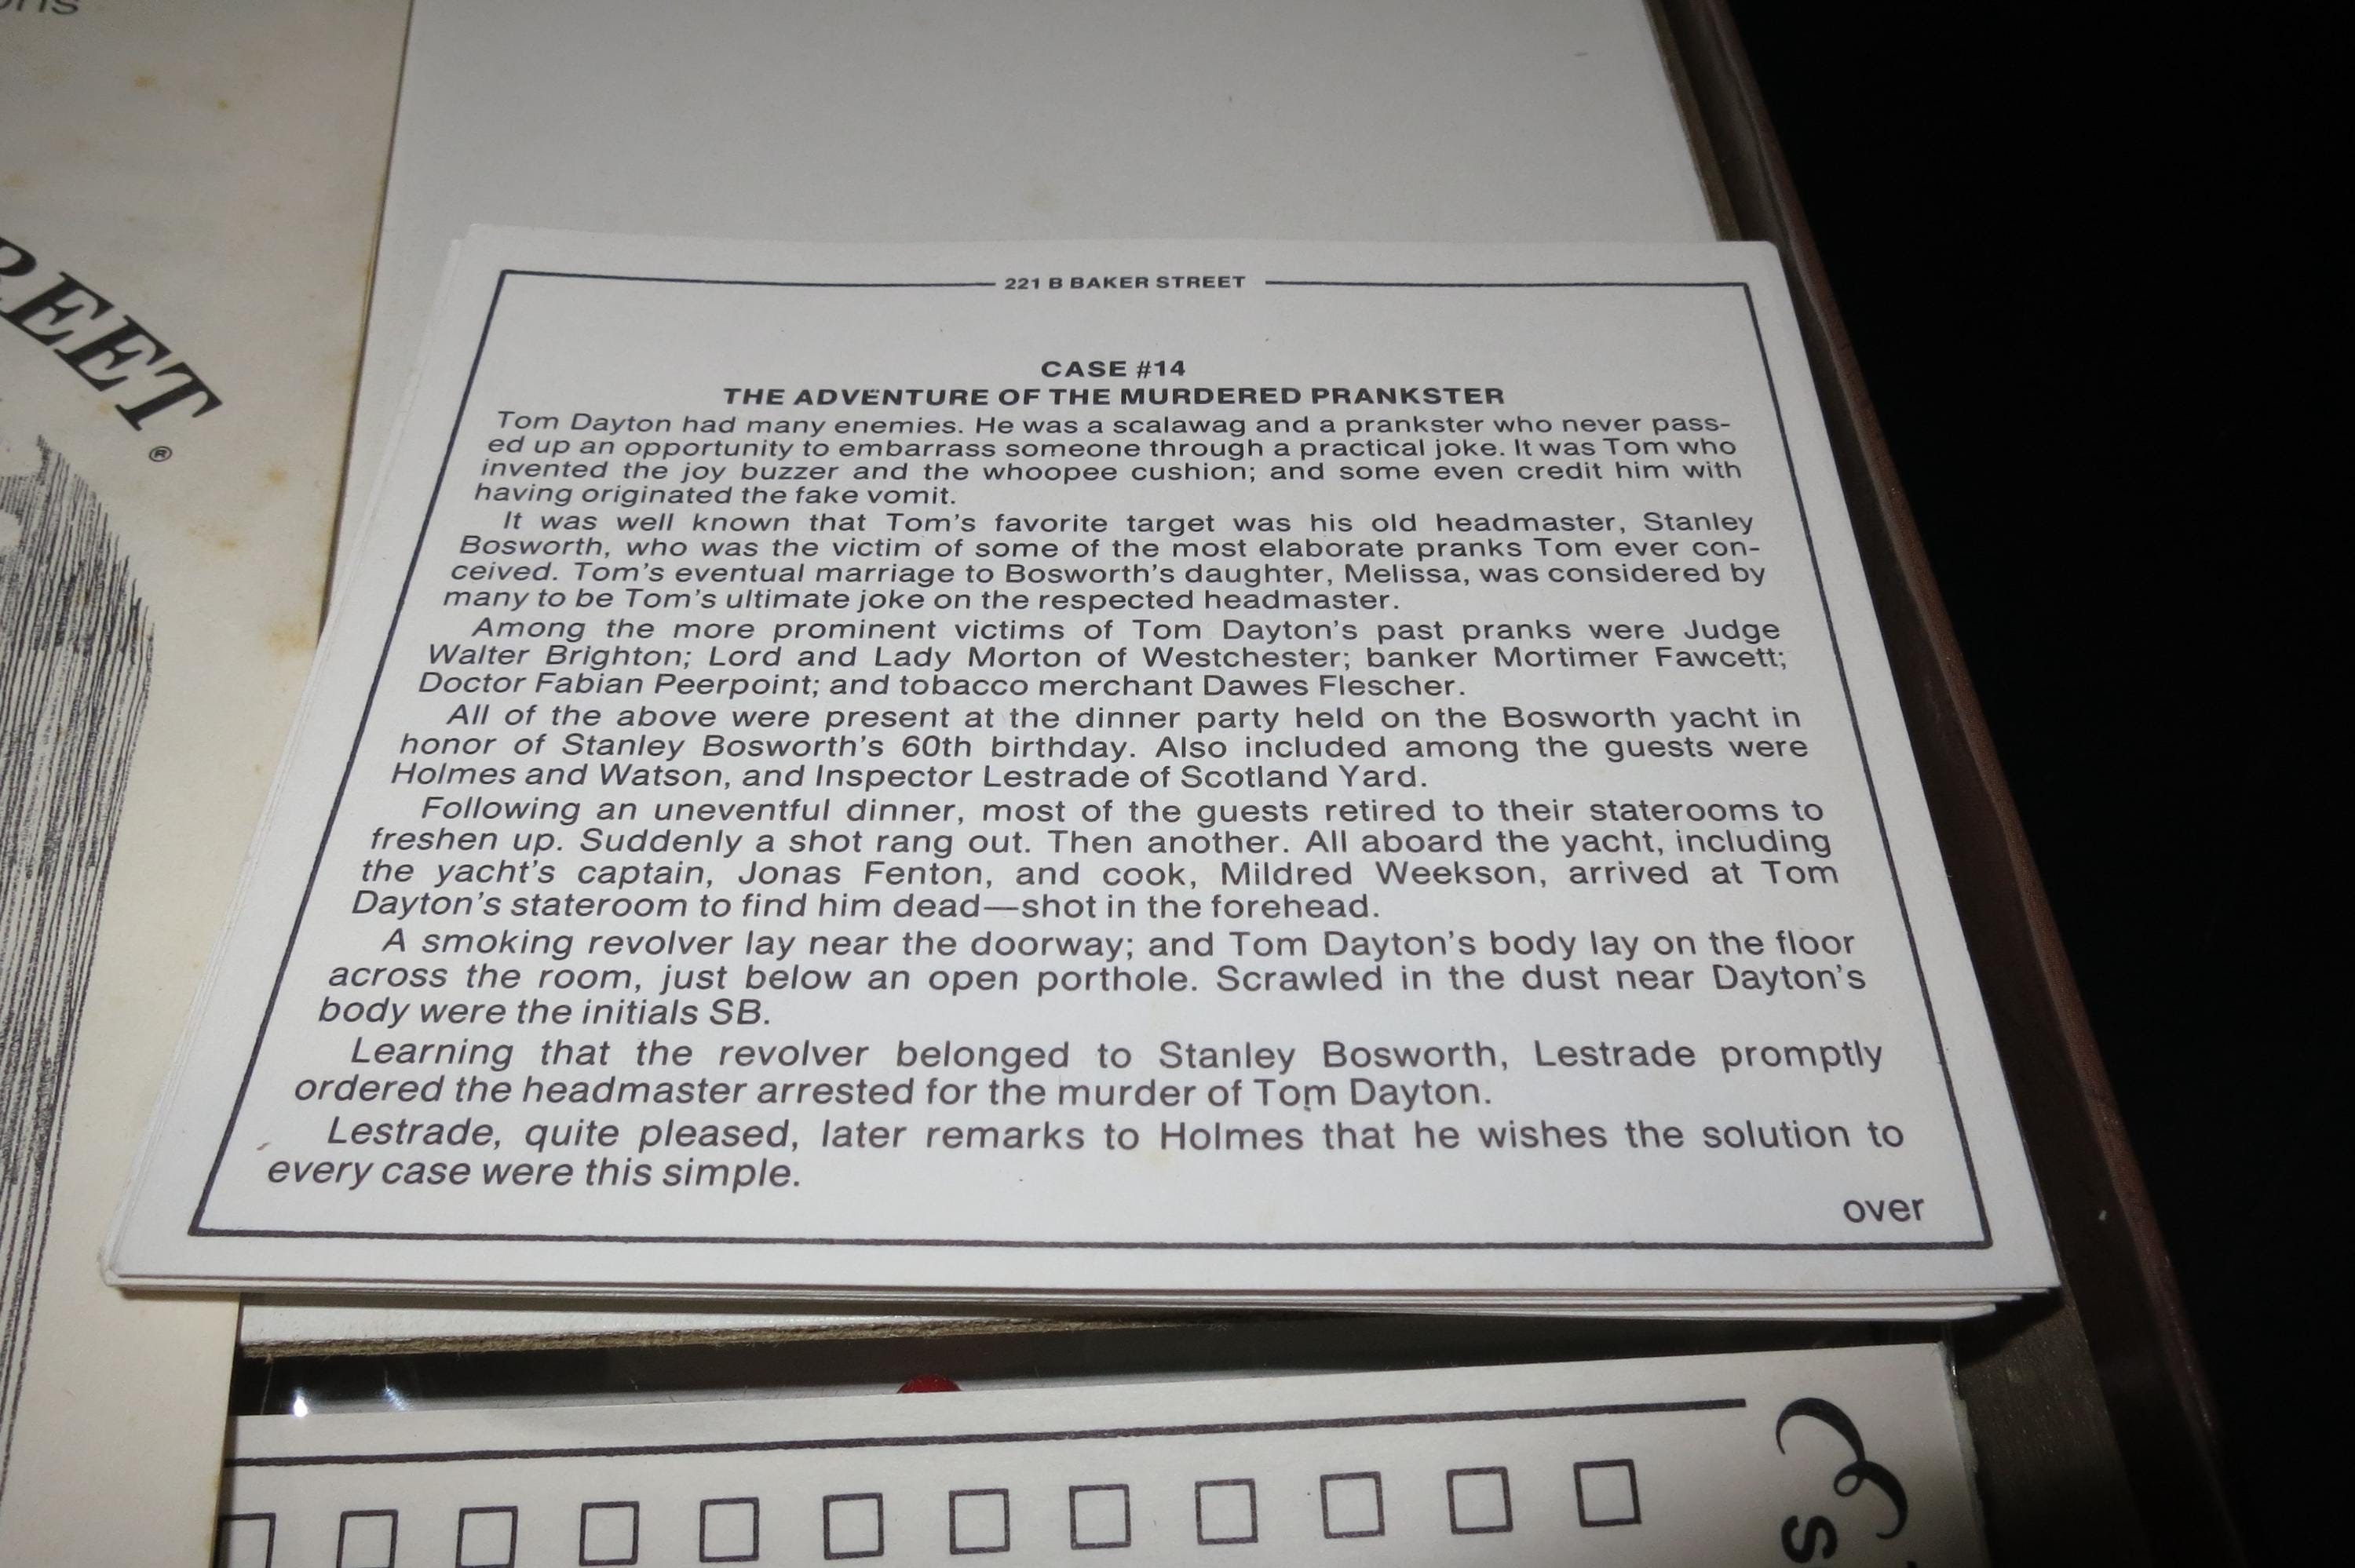 221 B BAKER STREET
CASE #14
THE ADVENTURE OF THE MURDERED PRANKSTER
Tom Dayton had many enemies. He was a scalawag and a prankster who never pass-
ed up an opportunity to embarrass someone through a practical joke. It was Tom who
invented the joy buzzer and the whoopee cushion; and some even credit him with
having originated the fake vomit.
It was well known that Tom's favorite target was his old headmaster, Stanley
Bosworth, who was the victim of some of the most elaborate pranks Tom ever con-
ceived. Tom's eventual marriage to Bosworth's daughter, Melissa, was considered by
many to be Tom's ultimate joke on the respected headmaster.
Among the more prominent victims of Tom Dayton's past pranks were Judge
Walter Brighton; Lord and Lady Morton of Westchester; banker Mortimer Fawcett;
Doctor Fabian Peerpoint; and tobacco merchant Dawes Flescher.
All of the above were present at the dinner party held on the Bosworth yacht in
honor of Stanley Bosworth's 60th birthday. Also included among the guests were
Holmes and Watson, and Inspector Lestrade of Scotland Yard.
Following an uneventful dinner, most of the guests retired to their staterooms to
freshen up. Suddenly a shot rang out. Then another. All aboard the yacht, including
the yacht's captain, Jonas Fenton, and cook, Mildred Weekson, arrived at Tom
Dayton's stateroom to find him dead—shot in the forehead.
A smoking revolver lay near the doorway; and Tom Dayton's body lay on the floor
across the room, just below an open porthole. Scrawled in the dust near Dayton's
body were the initials SB.
Learning that the revolver belonged to Stanley Bosworth, Lestrade promptly
ordered the headmaster arrested for the murder of Tom Dayton.
Lestrade, quite pleased, later remarks to Holmes that he wishes the solution to
every case were this simple.
over
REET®